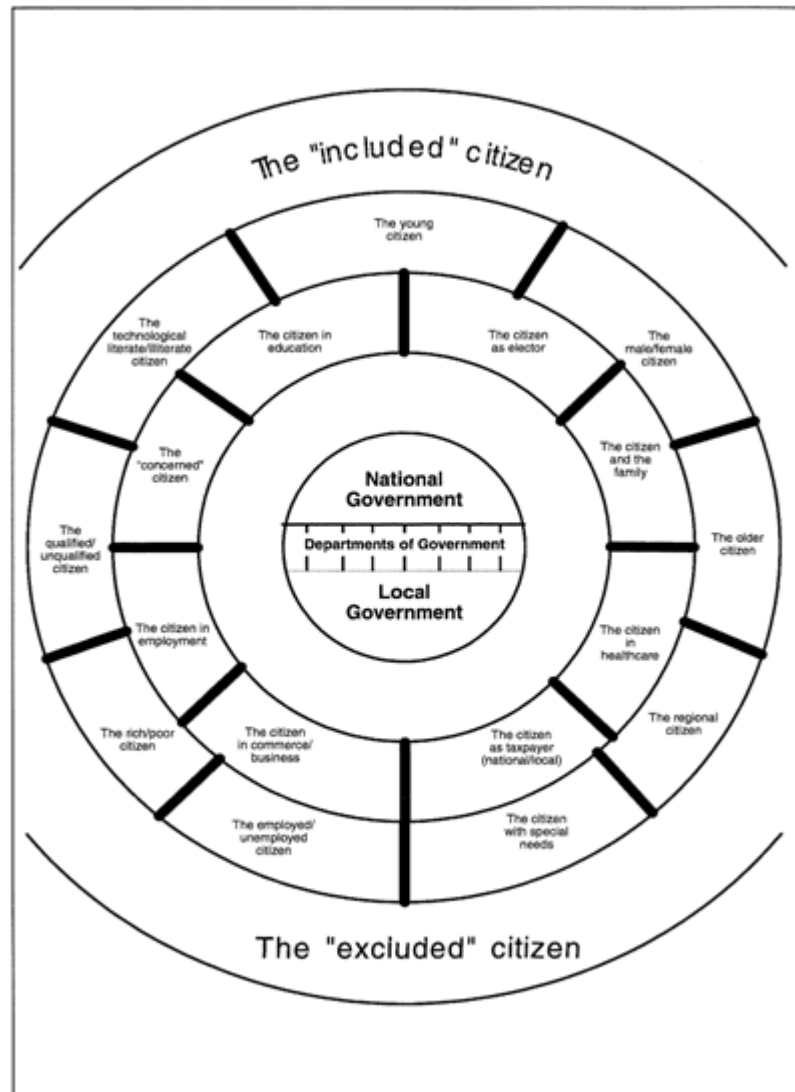 The "included" citizen
The young
citizen
The
technological
literate/illiterate
citizen
The citizen in
education
The citizen
as elector
The
male/female
citizen
The
"concerned"
citizen
The citizen
and the
family
National
Government
The
qualified/
unqualified
citizen
Departments of Government
The older
citizen
Local
Government
The citizen in
employment
The citizen
in
healthcare
The rich/poor
citizen
The citizen
in commerce/
business
The citizen
as taxpayer
(national/local)
The regional
citizen
The employed/
unemployed
citizen
The citizen
with special
needs
The "excluded" citizen